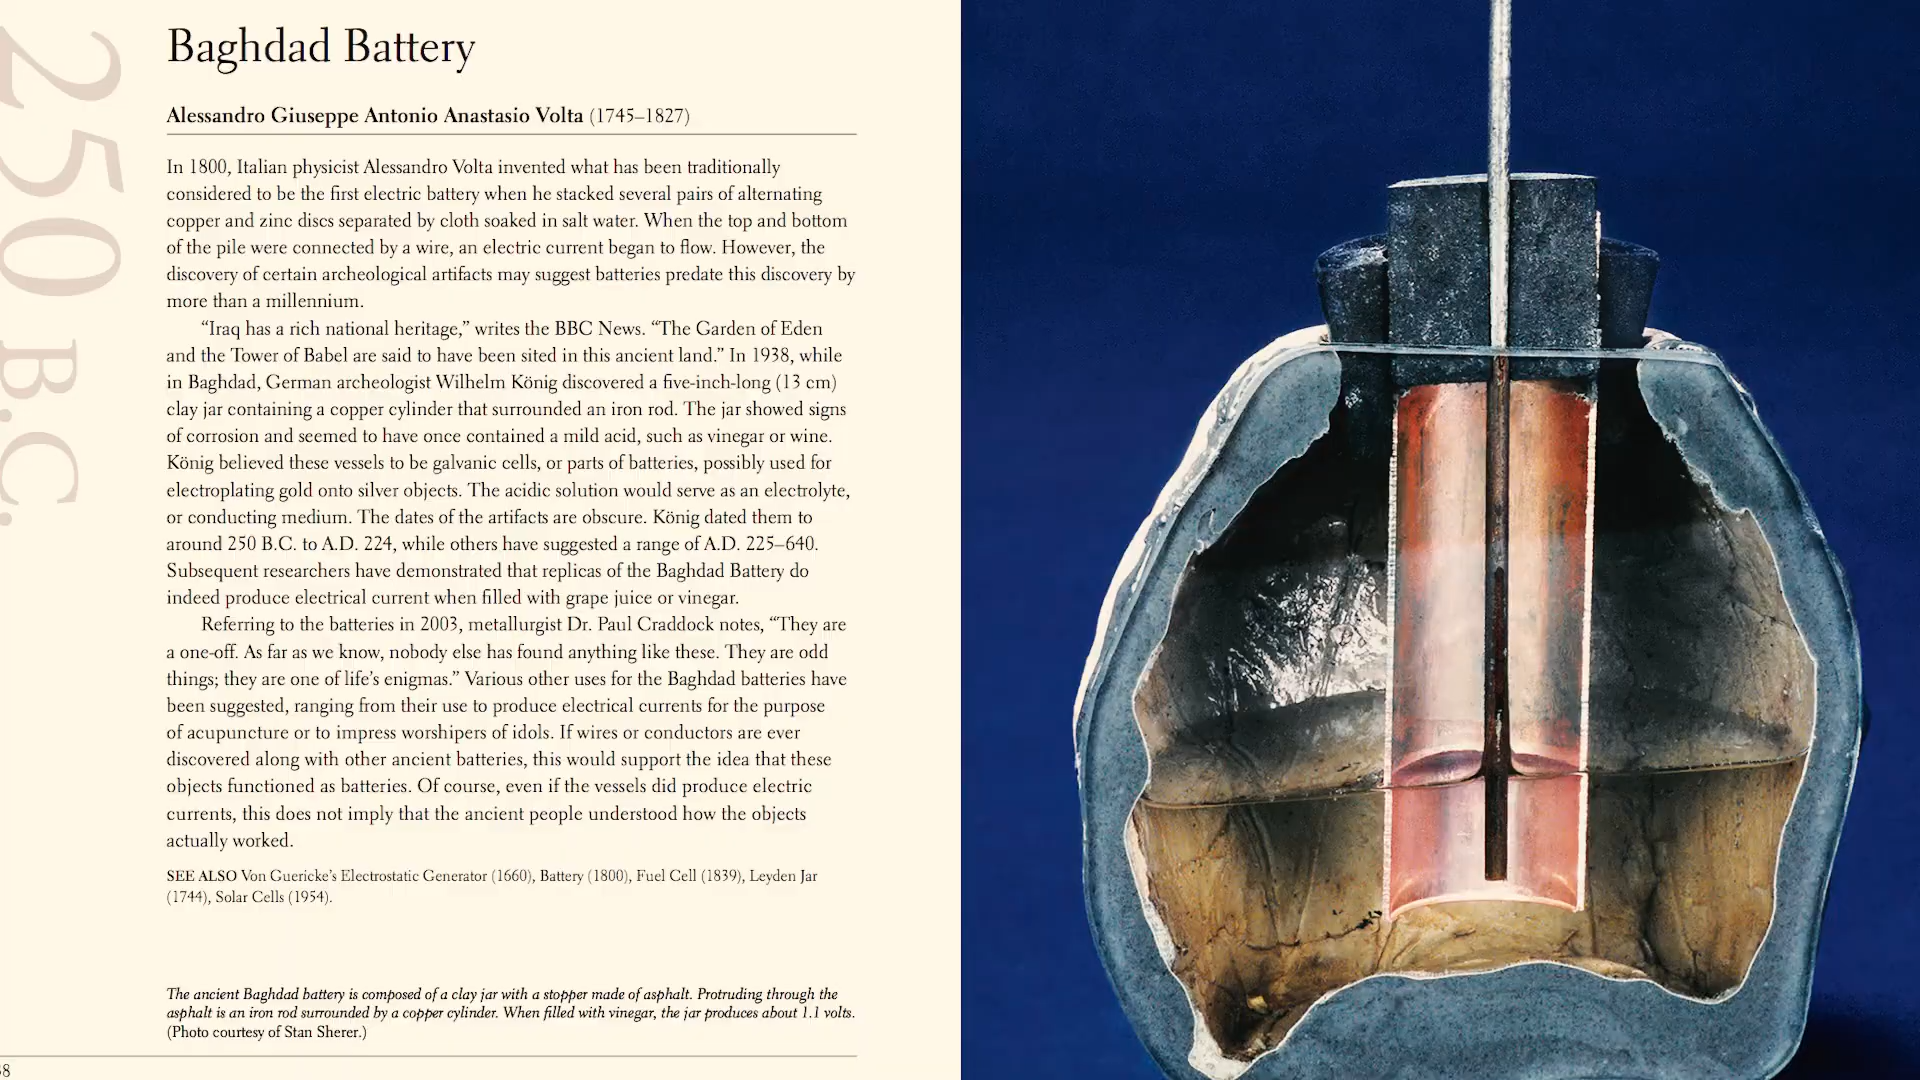 250 B.C.
Baghdad Battery
Alessandro Giuseppe Antonio Anastasio Volta (1745–1827)
In 1800, Italian physicist Alessandro Volta invented what has been traditionally
considered to be the first electric battery when he stacked several pairs of alternating
copper and zinc discs separated by cloth soaked in salt water. When the top and bottom
of the pile were connected by a wire, an electric current began to flow. However, the
discovery of certain archeological artifacts may suggest batteries predate this discovery by
more than a millennium.
“Iraq has a rich national heritage,” writes the BBC News. “The Garden of Eden
and the Tower of Babel are said to have been sited in this ancient land.” In 1938, while
in Baghdad, German archeologist Wilhelm König discovered a five-inch-long (13 cm)
clay jar containing a copper cylinder that surrounded an iron rod. The jar showed signs
of corrosion and seemed to have once contained a mild acid, such as vinegar or wine.
König believed these vessels to be galvanic cells, or parts of batteries, possibly used for
electroplating gold onto silver objects. The acidic solution would serve as an electrolyte,
or conducting medium. The dates of the artifacts are obscure. König dated them to
around 250 B.C. to A.D. 224, while others have suggested a range of A.D. 225–640.
Subsequent researchers have demonstrated that replicas of the Baghdad Battery do
indeed produce electrical current when filled with grape juice or vinegar.
Referring to the batteries in 2003, metallurgist Dr. Paul Craddock notes, “They are
a one-off. As far as we know, nobody else has found anything like these. They are odd
things; they are one of life’s enigmas.” Various other uses for the Baghdad batteries have
been suggested, ranging from their use to produce electrical currents for the purpose
of acupuncture or to impress worshipers of idols. If wires or conductors are ever
discovered along with other ancient batteries, this would support the idea that these
objects functioned as batteries. Of course, even if the vessels did produce electric
currents, this does not imply that the ancient people understood how the objects
actually worked.
SEE ALSO Von Guericke’s Electrostatic Generator (1660), Battery (1800), Fuel Cell (1839), Leyden Jar
(1744), Solar Cells (1954).
The ancient Baghdad battery is composed of a clay jar with a stopper made of asphalt. Protruding through the
asphalt is an iron rod surrounded by a copper cylinder. When filled with vinegar, the jar produces about 1.1 volts.
(Photo courtesy of Stan Sherer.)